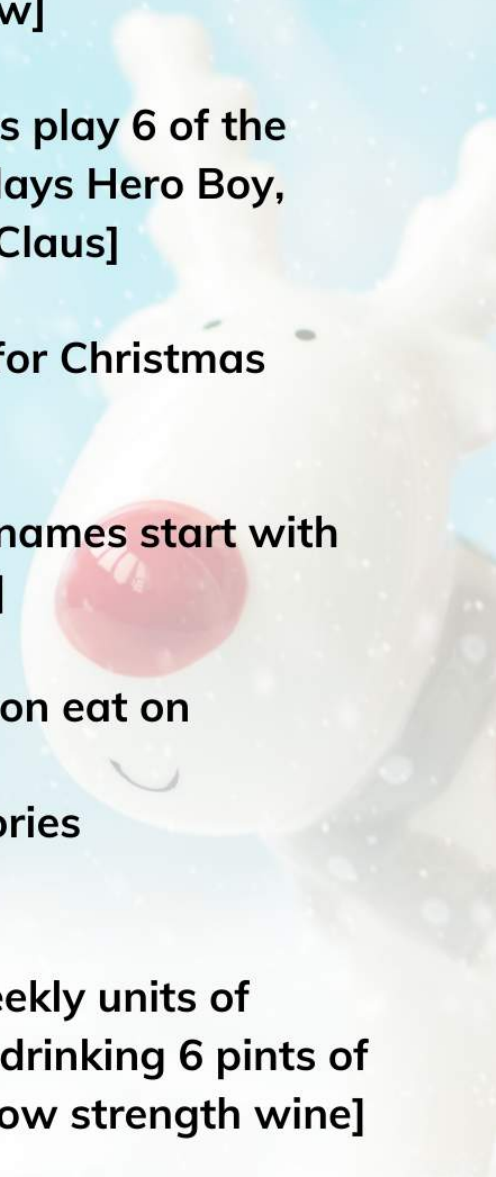 w]
s play 6 of the
lays Hero Boy,
Claus]
for Christmas
names start with
]
on eat on
ories
eekly units of
drinking 6 pints of
ow strength wine]